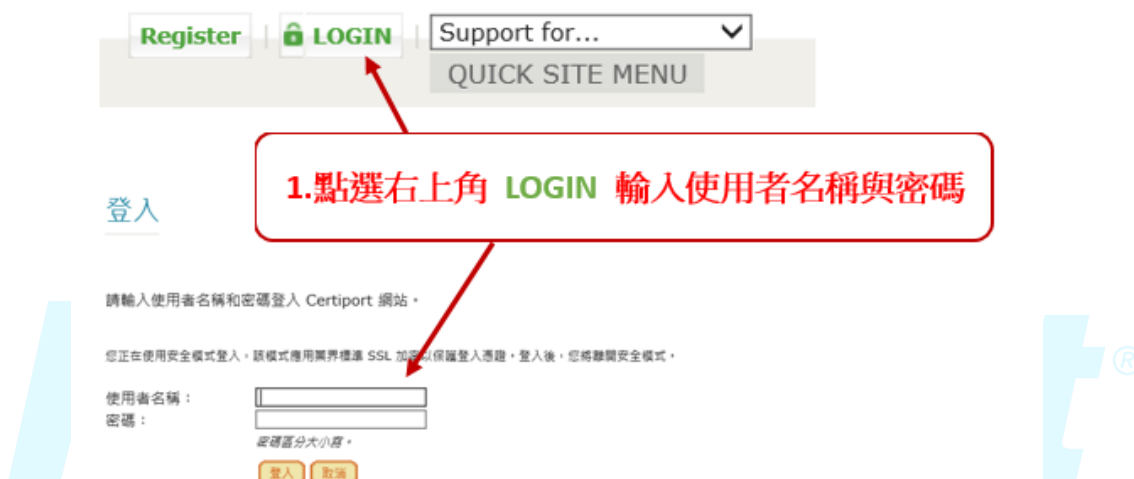 Register LOGIN Support for...
QUICK SITE MENU
1.點選右上角 LOGIN 輸入使用者名稱與密碼
登入
請輸入使用者名稱和密碼登入 Certiport 網站。
您正在使用安全模式登入。該模式應用業界標準 SSL 加密以保護登入憑證。登入後，您將離開安全模式。
使用者名稱：
密碼：
密碼區分大小寫。
登入 取消
t®